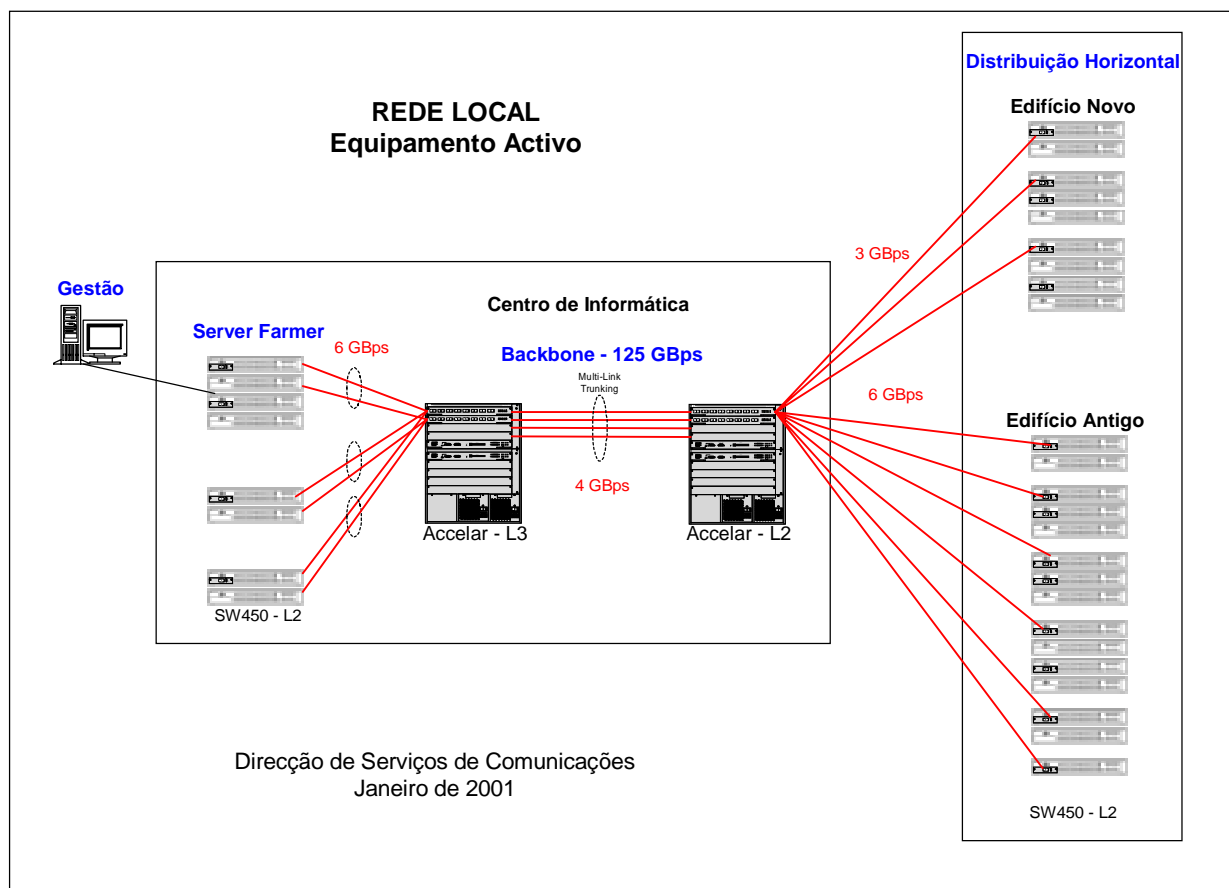 REDE LOCAL
Equipamento Activo
Distribuição Horizontal
Edifício Novo
3 GBps
Gestão
Centro de Informática
Server Farmer
6 GBps
Backbone - 125 GBps
Multi-Link
Trunking
6 GBps
Edifício Antigo
4 GBps
Accelar - L3
Accelar - L2
SW450 - L2
Direcção de Serviços de Comunicações
Janeiro de 2001
SW450 - L2